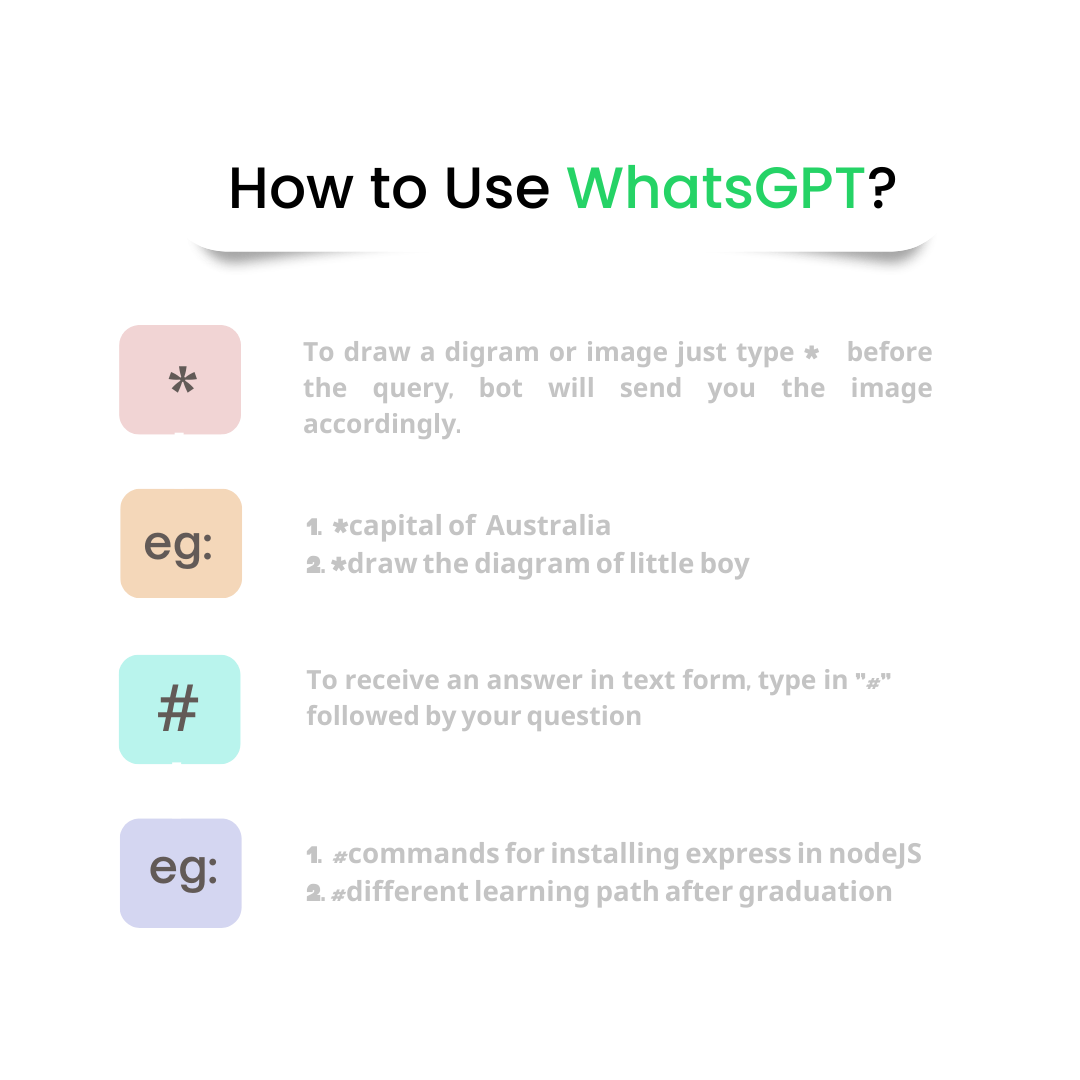 How to Use WhatsGPT?
*
To draw a digram or image just type * before
the query, bot will send you the image
accordingly.
eg:
1. *capital of Australia
2. *draw the diagram of little boy
#
To receive an answer in text form, type in "#"
followed by your question
eg:
1. #commands for installing express in nodeJS
2. #different learning path after graduation